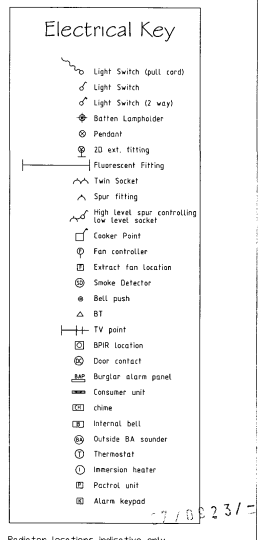 Electrical Key
Light Switch (pull cord)
Light Switch
Light Switch (2 way)
Batten Lampholder
Pendant
2D ext. fitting
Fluorescent Fitting
Twin Socket
Spur fitting
High level spur controlling
low level socket
Cooker Point
F Fan controller
F Extract fan location
SD Smoke Detector
Bell push
BT
TV point
BPIR location
DC Door contact
BAP Burglar alarm panel
Consumer unit
CH chime
B Internal bell
BA Outside BA sounder
T Thermostat
I Immersion heater
P Pactrol unit
K Alarm keypad
Radiator locations indicative only